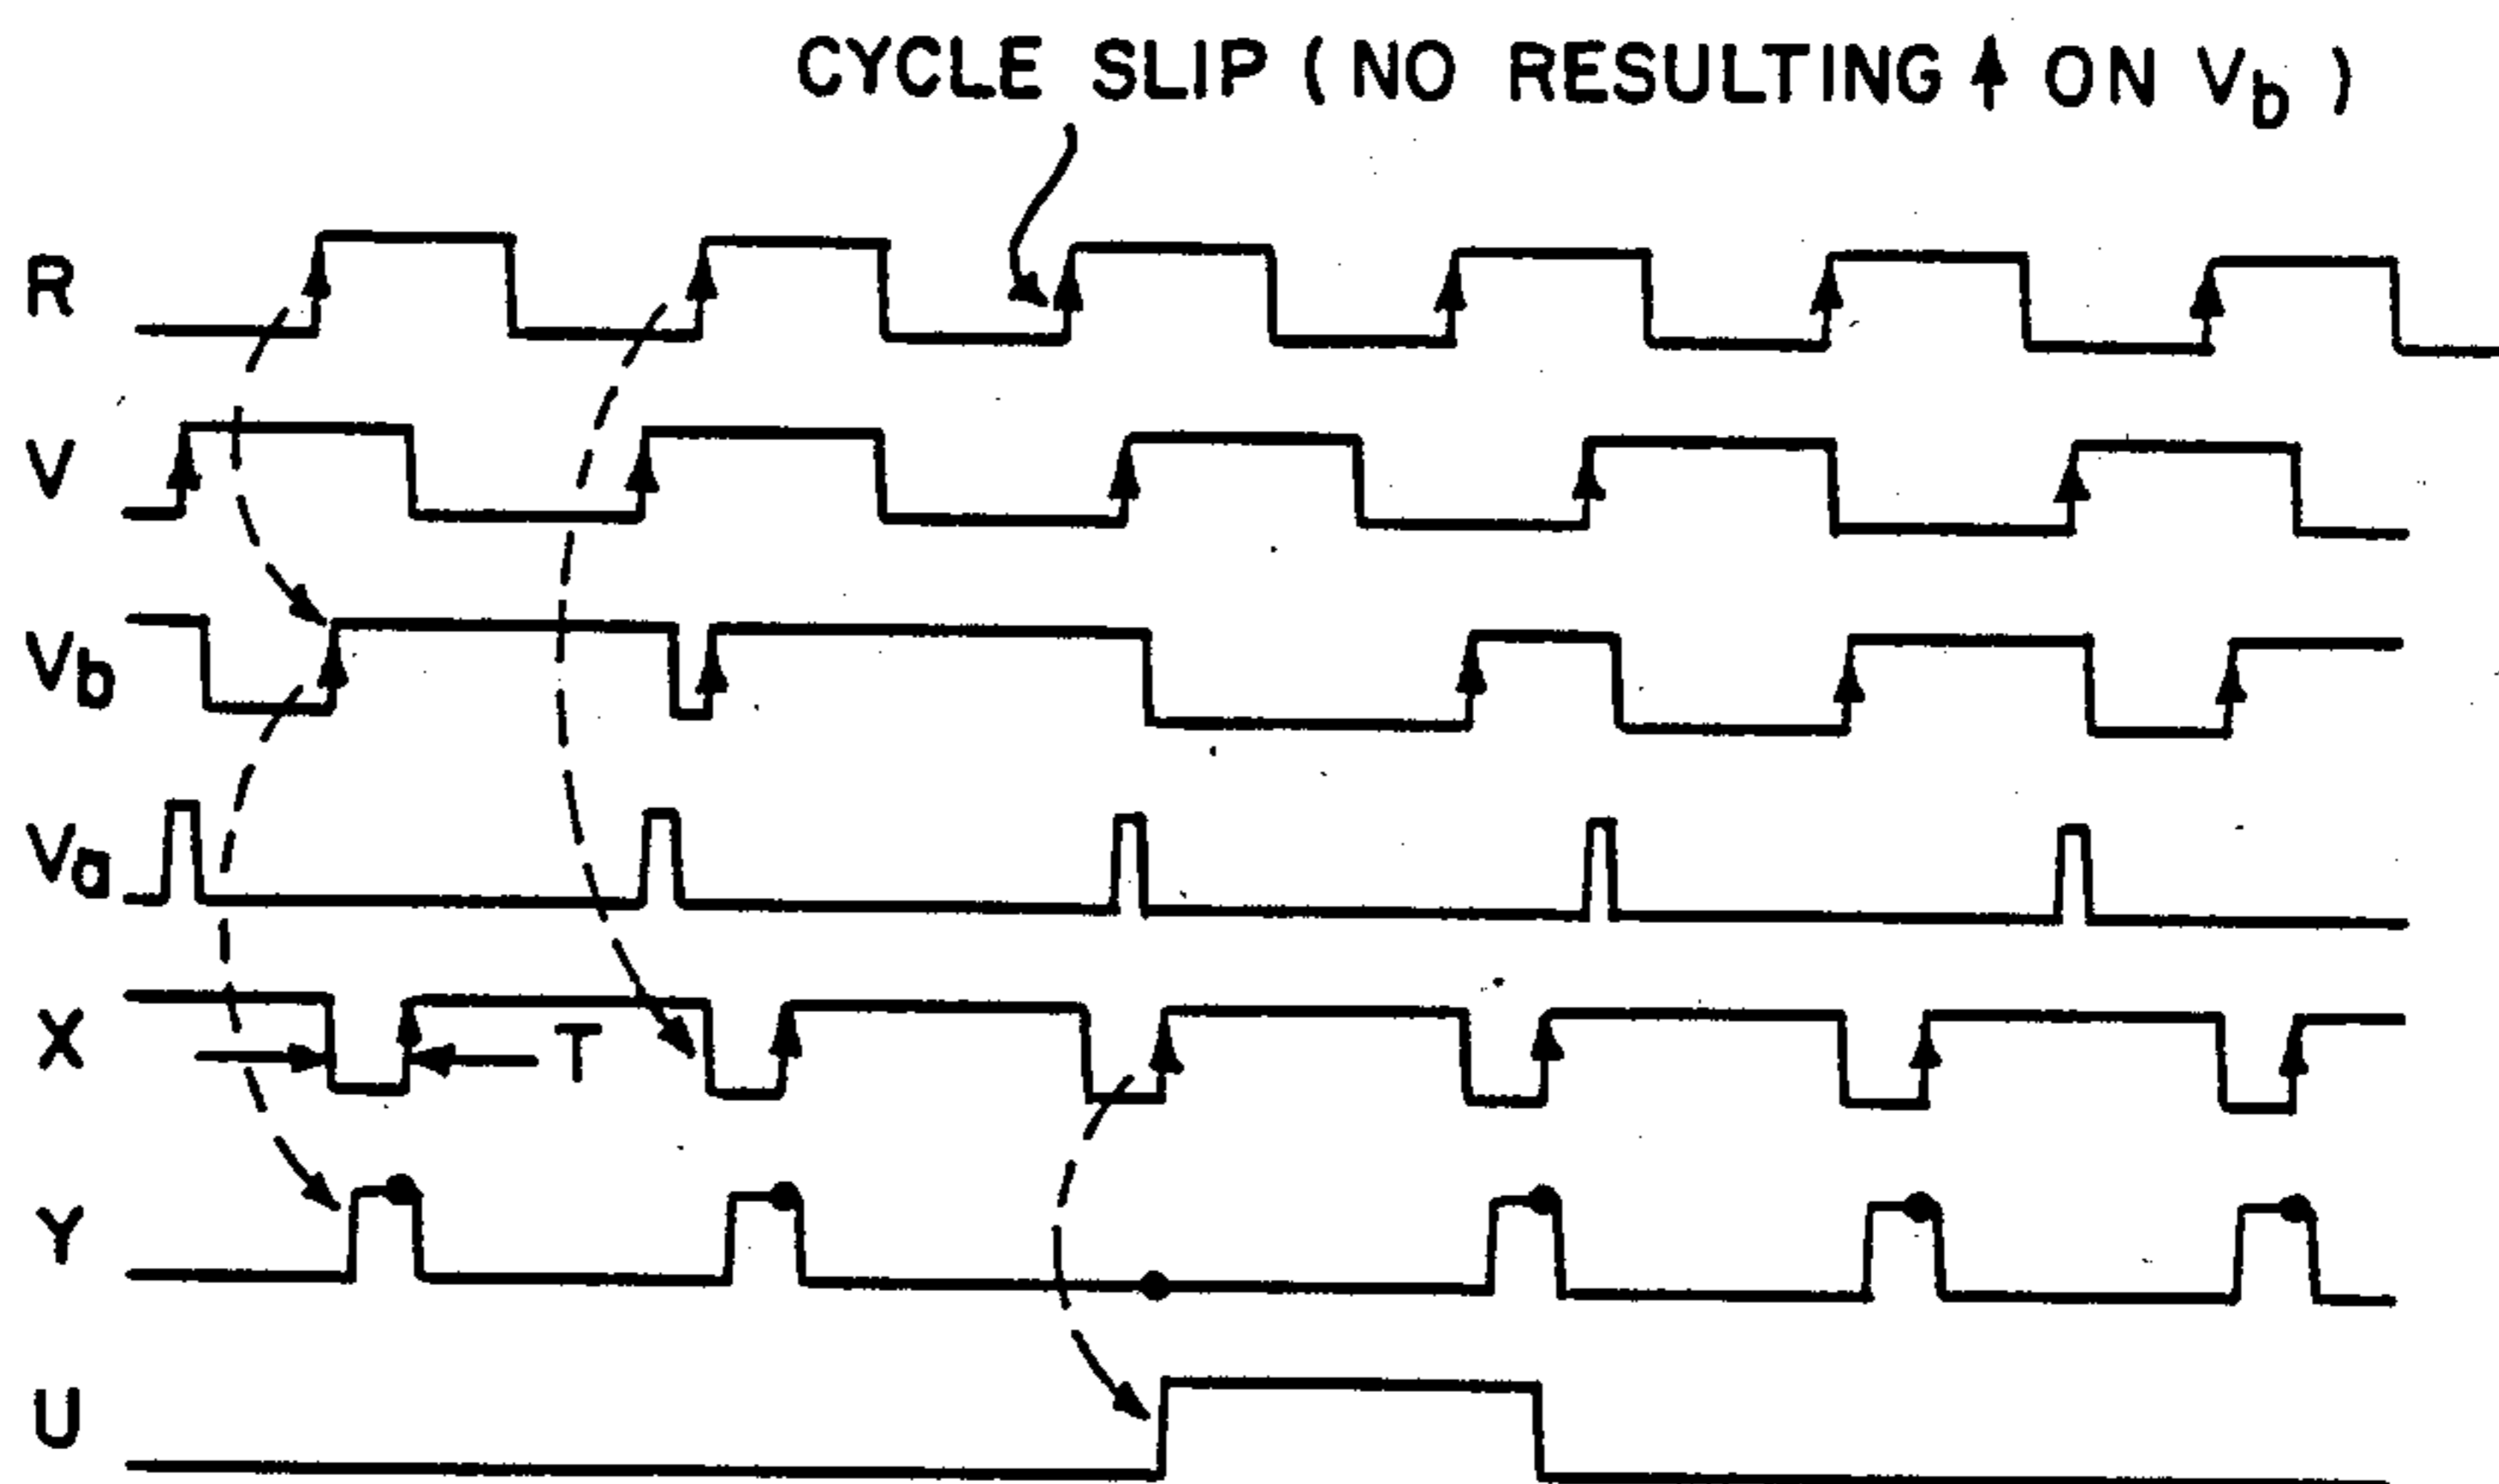 CYCLE SLIP (NO RESULTING ↑ ON Vb)
R
V
Vb
Va
X
T
Y
U